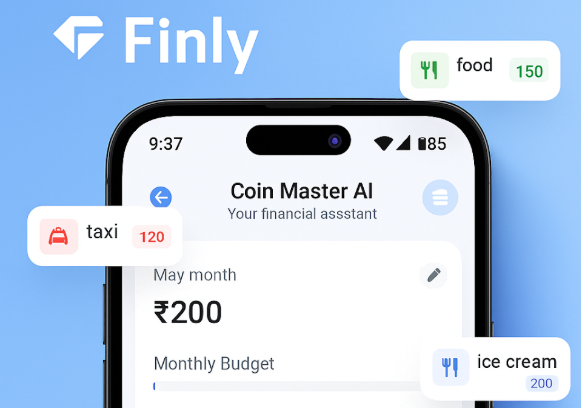 Finly
food
150
9:37
85
Coin Master AI
Your financial assstant
taxi
120
May month
₹200
Monthly Budget
ice cream
200